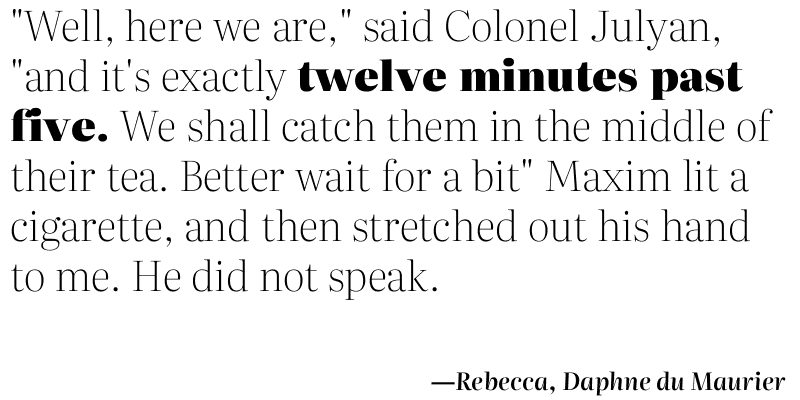 "Well, here we are," said Colonel Julyan,
"and it's exactly twelve minutes past
five. We shall catch them in the middle of
their tea. Better wait for a bit" Maxim lit a
cigarette, and then stretched out his hand
to me. He did not speak.
—Rebecca, Daphne du Maurier